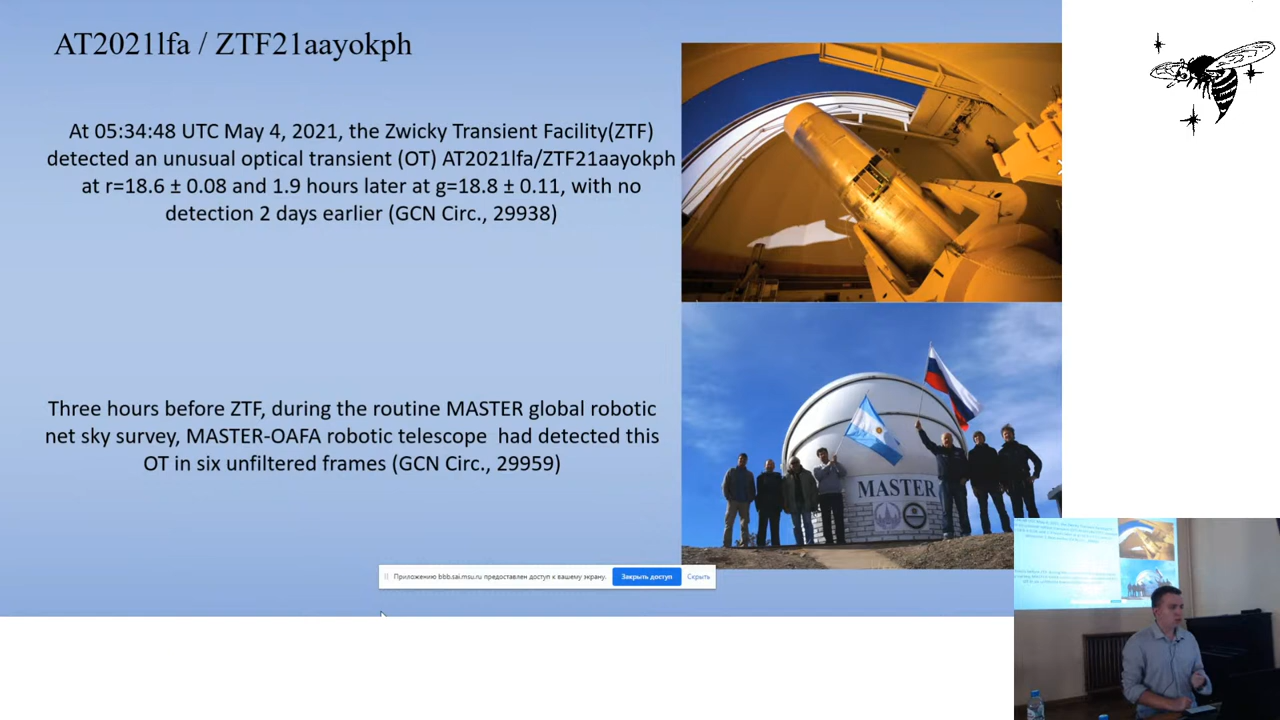 AT2021lfa / ZTF21aayokph
At 05:34:48 UTC May 4, 2021, the Zwicky Transient Facility(ZTF)
detected an unusual optical transient (OT) AT2021lfa/ZTF21aayokph
at r=18.6 ± 0.08 and 1.9 hours later at g=18.8 ± 0.11, with no
detection 2 days earlier (GCN Circ., 29938)
Three hours before ZTF, during the routine MASTER global robotic
net sky survey, MASTER-OAFA robotic telescope had detected this
OT in six unfiltered frames (GCN Circ., 29959)
MASTER
Приложению bbb.sai.msu.ru предоставлен доступ к вашему экрану. Закрыть доступ Скрыть